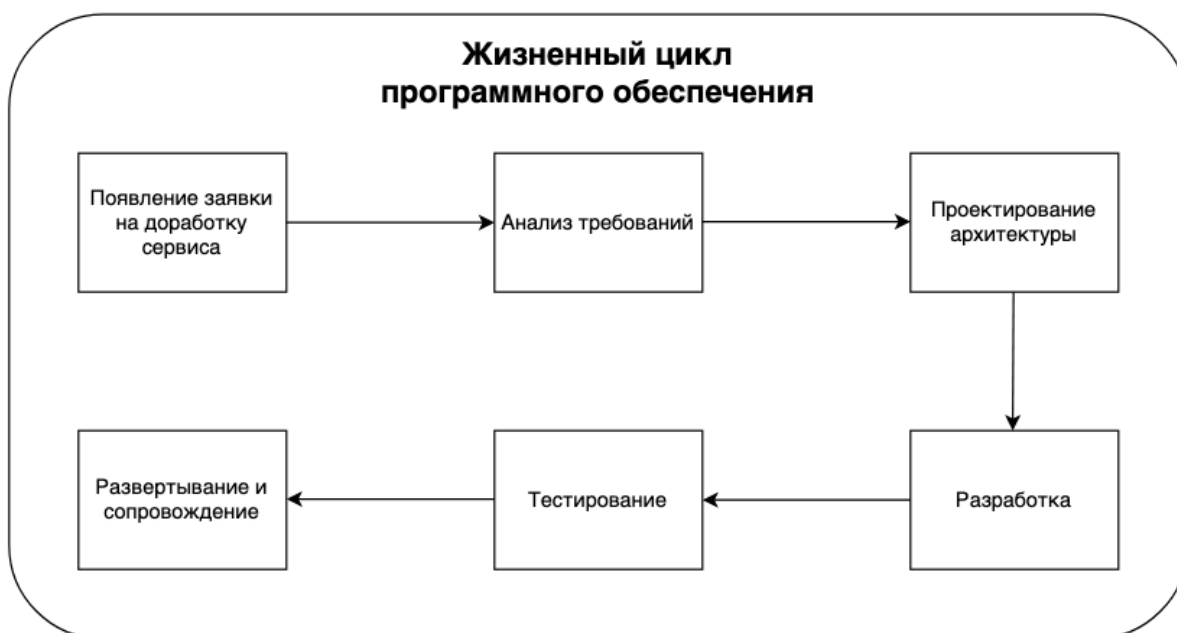 Жизненный цикл
программного обеспечения
Появление заявки
на доработку
сервиса
Анализ требований
Проектирование
архитектуры
Разработка
Тестирование
Развертывание и
сопровождение